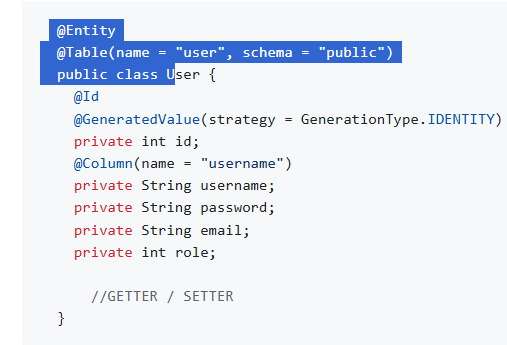 @Entity
@Table(name = "user", schema = "public")
public class User {
@Id
@GeneratedValue(strategy = GenerationType.IDENTITY)
private int id;
@Column(name = "username")
private String username;
private String password;
private String email;
private int role;
//GETTER / SETTER
}